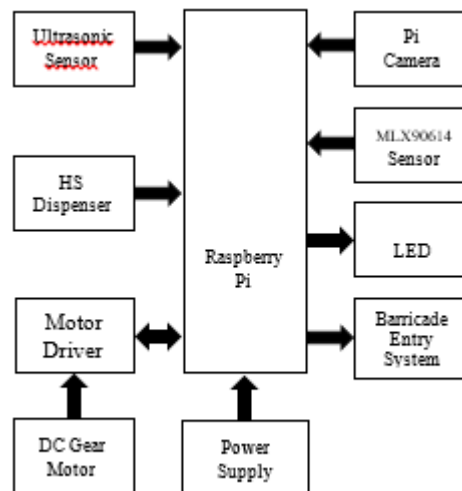 Ultrasonic
Sensor
Pi
Camera
MLX90614
Sensor
HS
Dispenser
Raspberry
Pi
LED
Motor
Driver
Barricade
Entry
System
DC Gear
Motor
Power
Supply